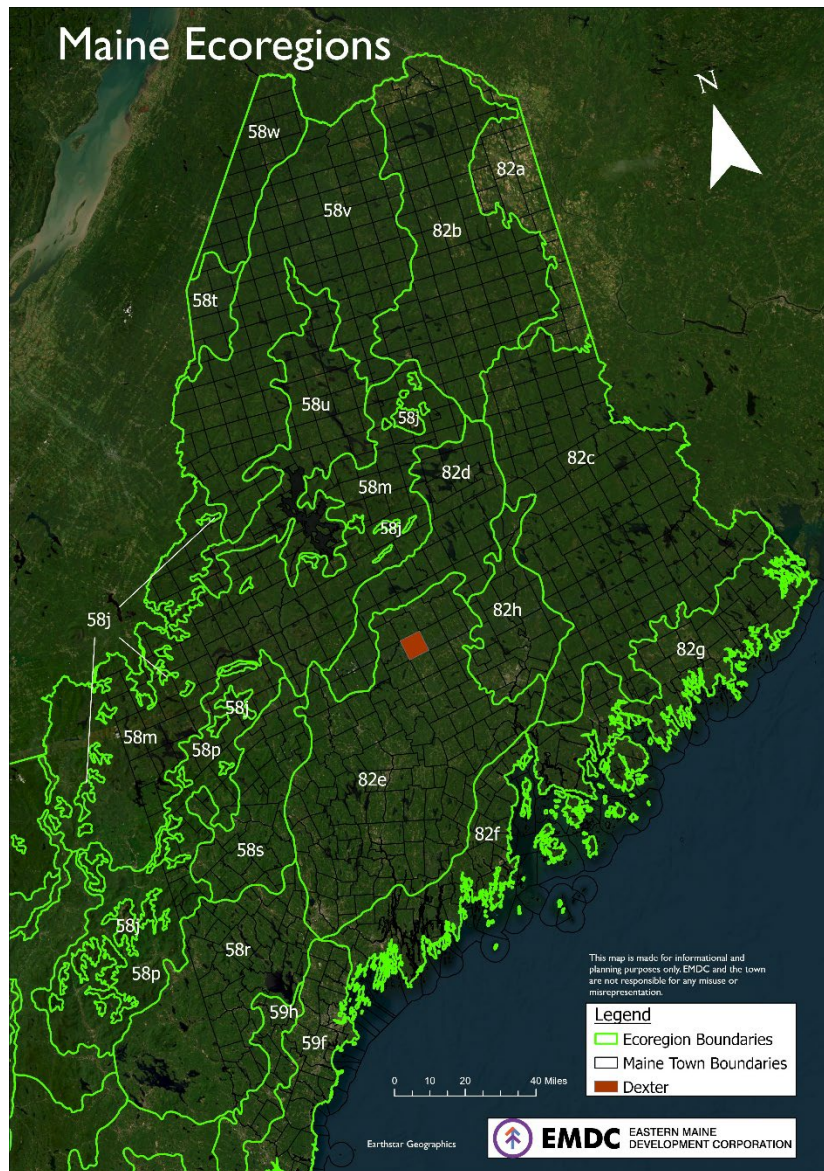 Maine Ecoregions
N
58w
82a
58v
82b
58t
58u
58j
82c
82d
58m
58j
58j
82h
82g
58j
58m
58p
82e
82f
58s
58j
58r
58p
59h
59f
This map is made for informational and
planning purposes only. EMDC and the town
are not responsible for any misuse or
misrepresentation.
Legend
Ecoregion Boundaries
Maine Town Boundaries
Dexter
0 10 20 40 Miles
Earthstar Geographics
EMDC EASTERN MAINE
DEVELOPMENT CORPORATION